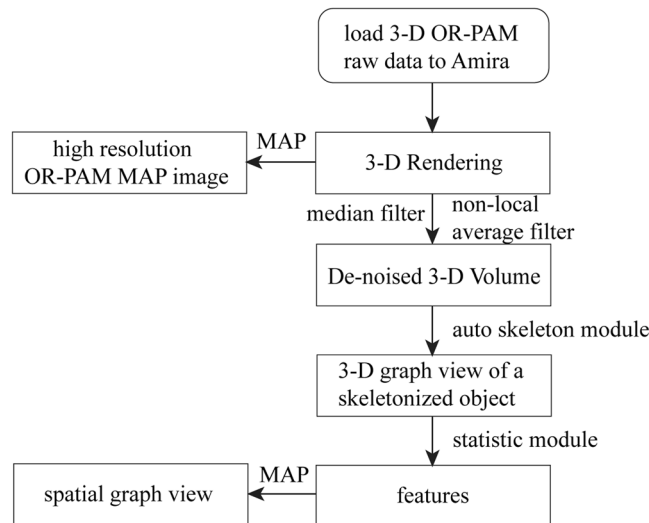 load 3-D OR-PAM
raw data to Amira
MAP
high resolution
OR-PAM MAP image
3-D Rendering
median filter
non-local
average filter
De-noised 3-D Volume
auto skeleton module
3-D graph view of a
skeletonized object
statistic module
MAP
spatial graph view
features